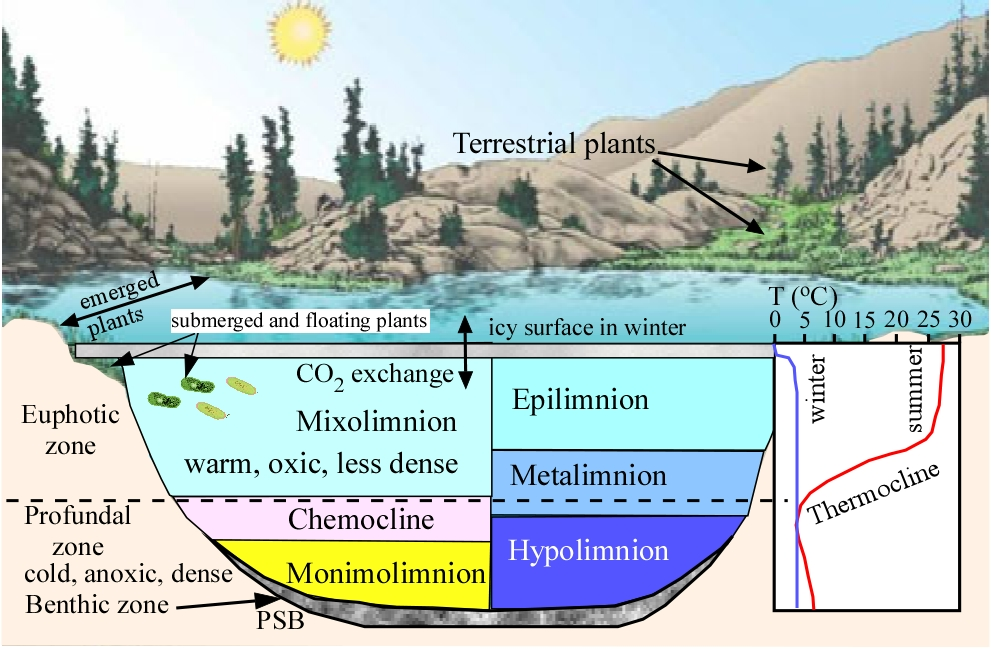 Terrestrial plants
emerged
plants
submerged and floating plants
icy surface in winter
T (ºC)
0 5 10 15 20 25 30
CO2 exchange
Mixolimnion
warm, oxic, less dense
Epilimnion
winter
summer
Euphotic
zone
Metalimnion
Thermocline
Profundal
zone
cold, anoxic, dense
Benthic zone
Chemocline
Hypolimnion
Monimolimnion
PSB